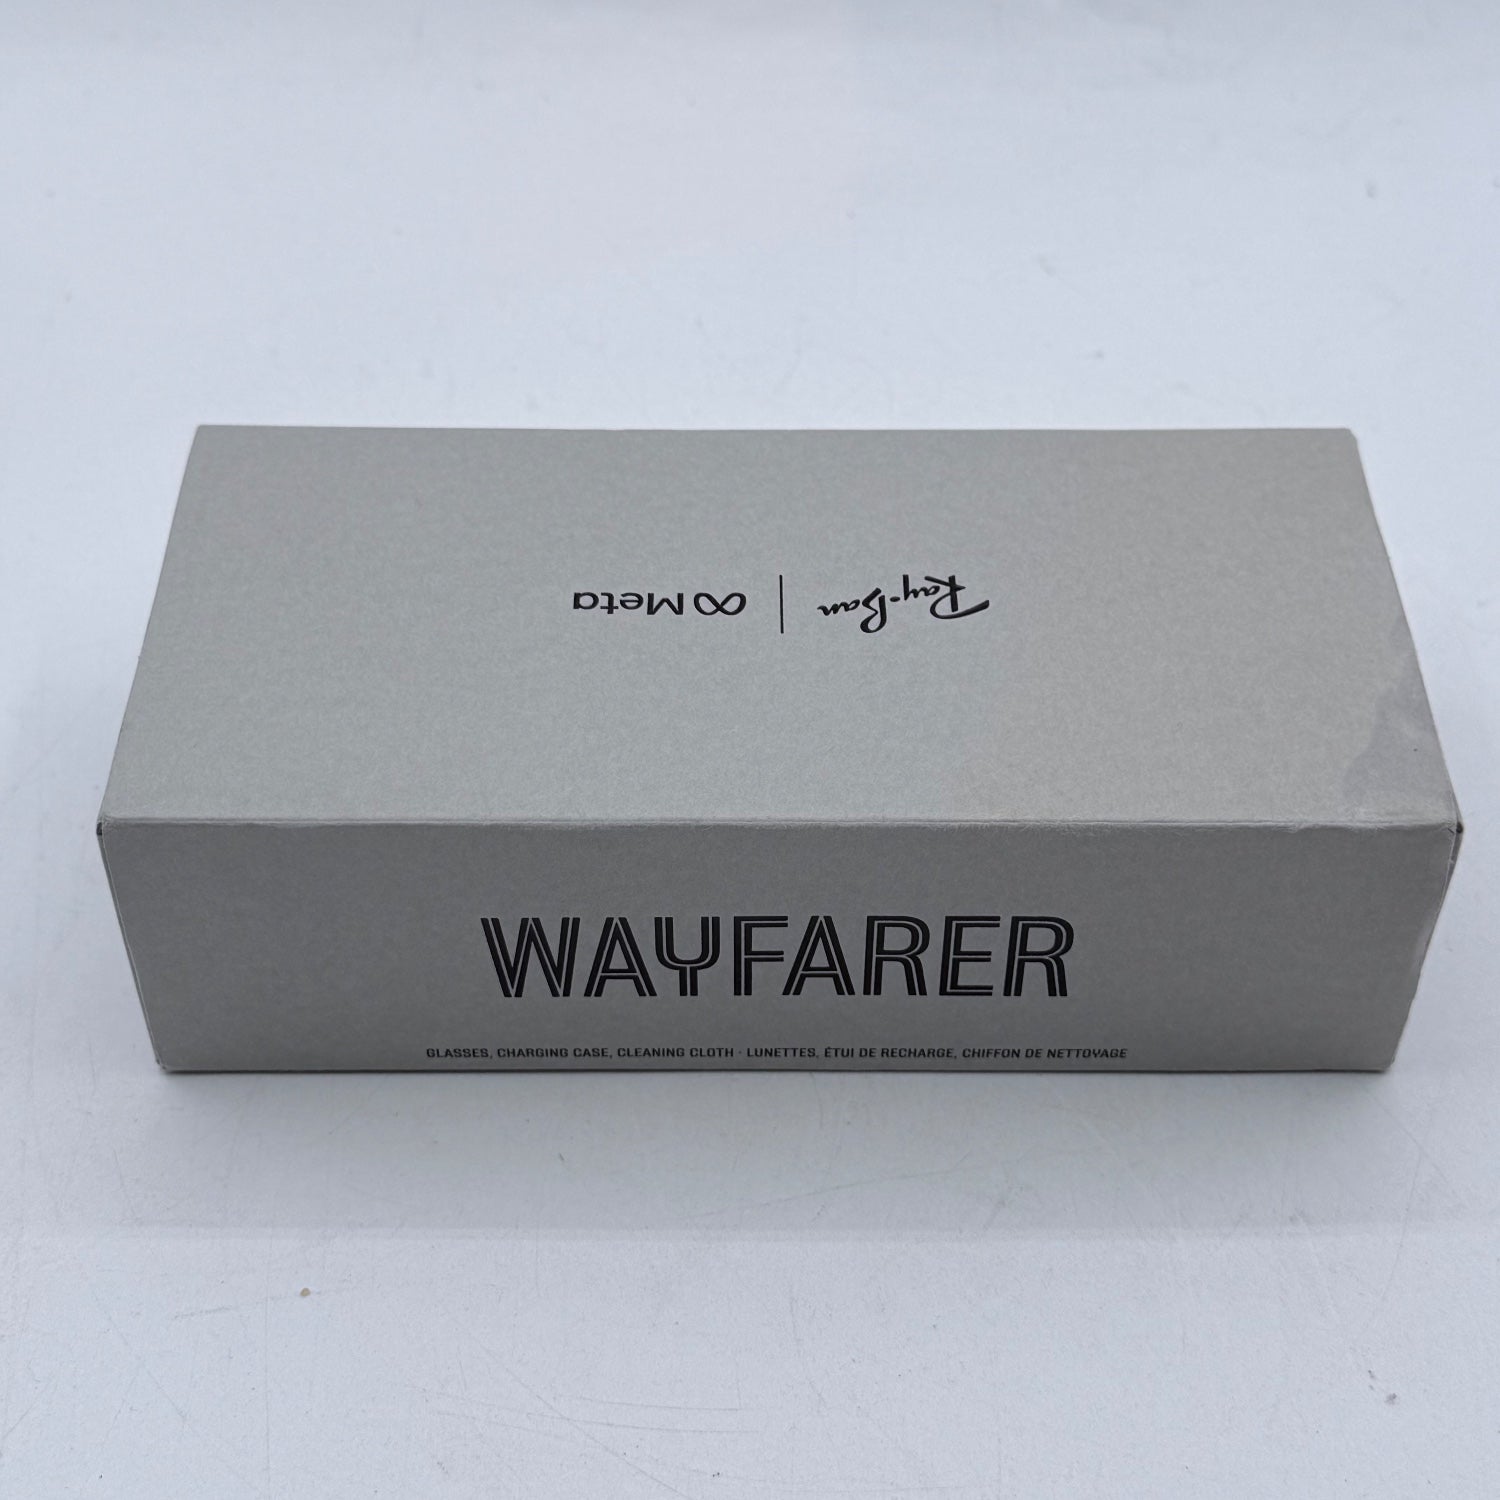 Ray-Ban | Meta
WAYFARER
GLASSES, CHARGING CASE, CLEANING CLOTH · LUNETTES, ÉTUI DE RECHARGE, CHIFFON DE NETTOYAGE